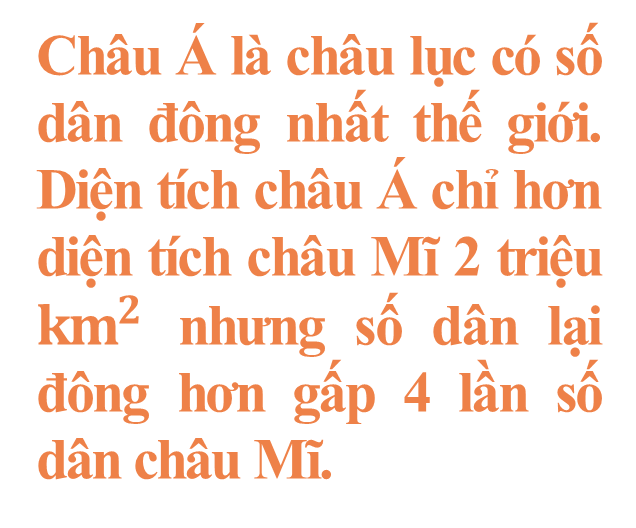 Châu Á là châu lục có số
dân đông nhất thế giới.
Diện tích châu Á chỉ hơn
diện tích châu Mĩ 2 triệu
km² nhưng số dân lại
đông hơn gấp 4 lần số
dân châu Mĩ.